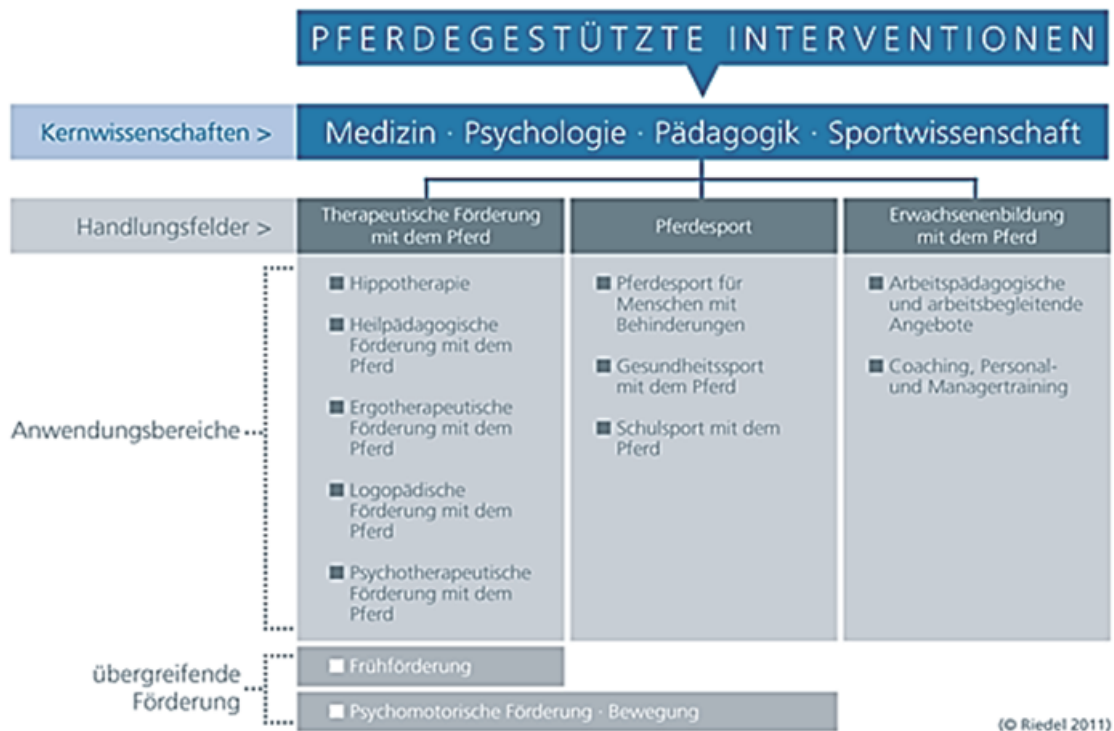 PFERDEGESTÜTZTE INTERVENTIONEN
Kernwissenschaften >
Medizin · Psychologie · Pädagogik · Sportwissenschaft
Handlungsfelder >
Therapeutische Förderung
mit dem Pferd
Pferdesport
Erwachsenenbildung
mit dem Pferd
Anwendungsbereiche
Hippotherapie
Heilpädagogische
Förderung mit dem
Pferd
Ergotherapeutische
Förderung mit dem
Pferd
Logopädische
Förderung mit dem
Pferd
Psychotherapeutische
Förderung mit dem
Pferd
Pferdesport für
Menschen mit
Behinderungen
Gesundheitssport
mit dem Pferd
Schulsport mit dem
Pferd
Arbeitspädagogische
und arbeitsbegleitende
Angebote
Coaching, Personal-
und Managertraining
übergreifende
Förderung
Frühförderung
Psychomotorische Förderung · Bewegung
(© Riedel 2011)